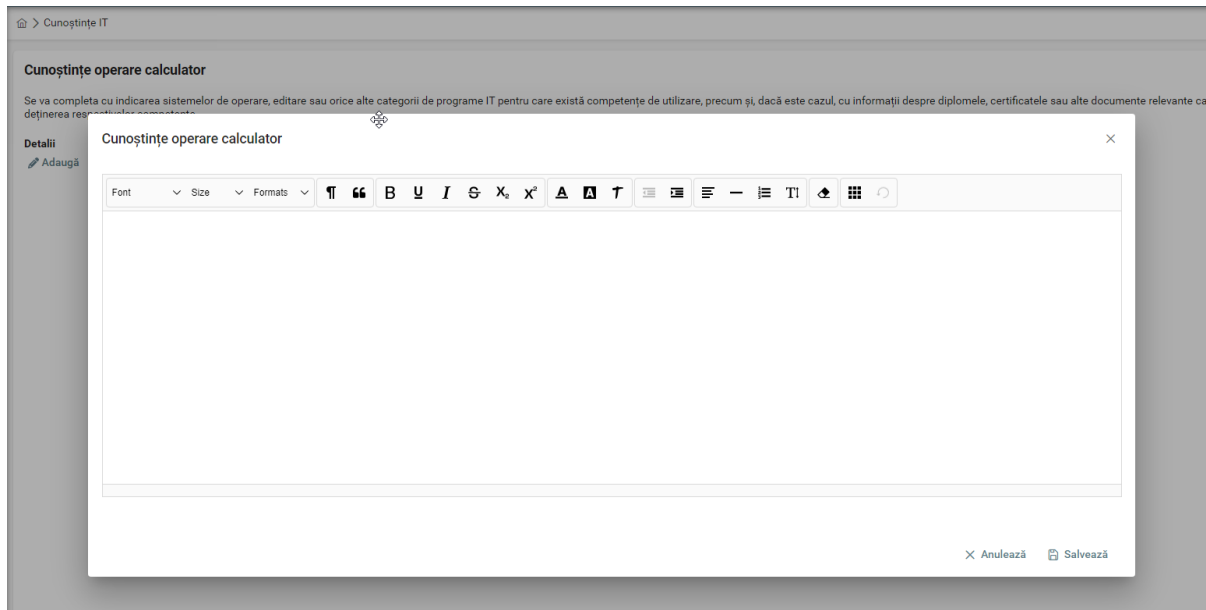 Cunoștințe IT
Cunoștințe operare calculator
Se va completa cu indicarea sistemelor de operare, editare sau orice alte categorii de programe IT pentru care există competențe de utilizare, precum și, dacă este cazul, cu informații despre diplomele, certificatele sau alte documente relevante ca
deținerea respectivelor competențe
Detalii
Adaugă
Cunoștințe operare calculator
Font Size Formats
Anulează Salvează